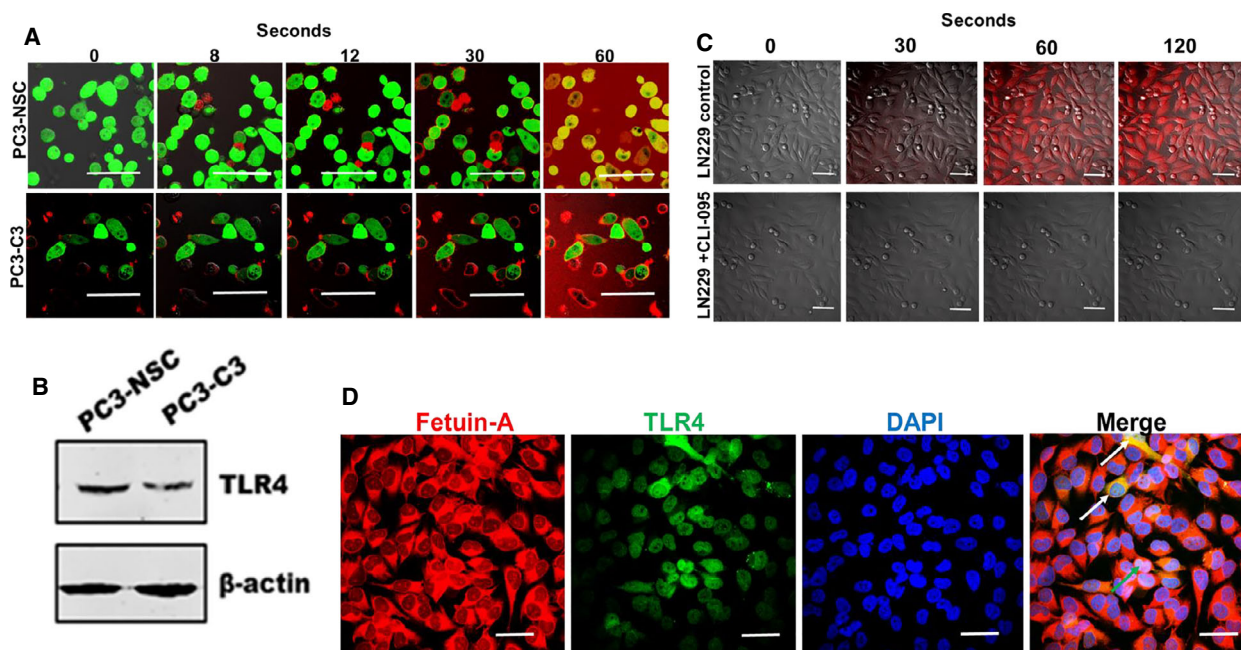 A
Seconds
0 8 12 30 60
PC3-NSC
PC3-C3
C
Seconds
0 30 60 120
LN229 control
LN229 +CLI-095
B
PC3-NSC
PC3-C3
TLR4
β-actin
D
Fetuin-A TLR4 DAPI Merge